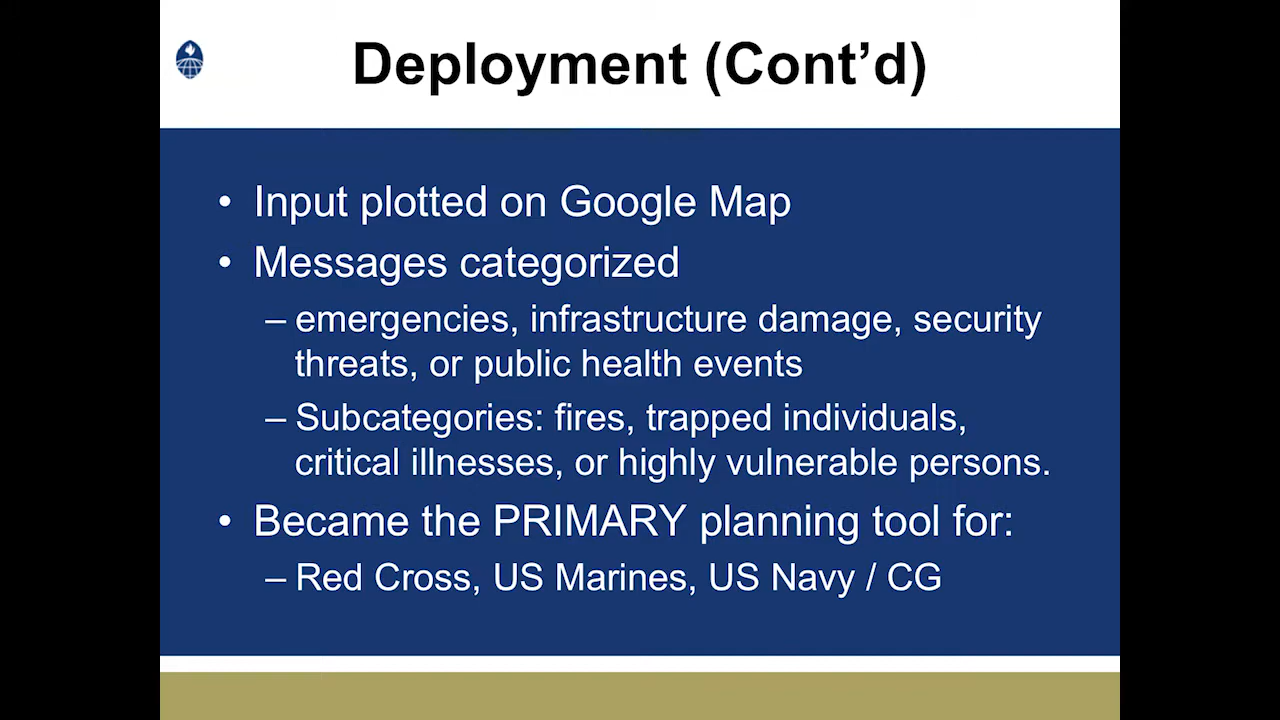 Deployment (Cont’d)
• Input plotted on Google Map
• Messages categorized
– emergencies, infrastructure damage, security
threats, or public health events
– Subcategories: fires, trapped individuals,
critical illnesses, or highly vulnerable persons.
• Became the PRIMARY planning tool for:
– Red Cross, US Marines, US Navy / CG